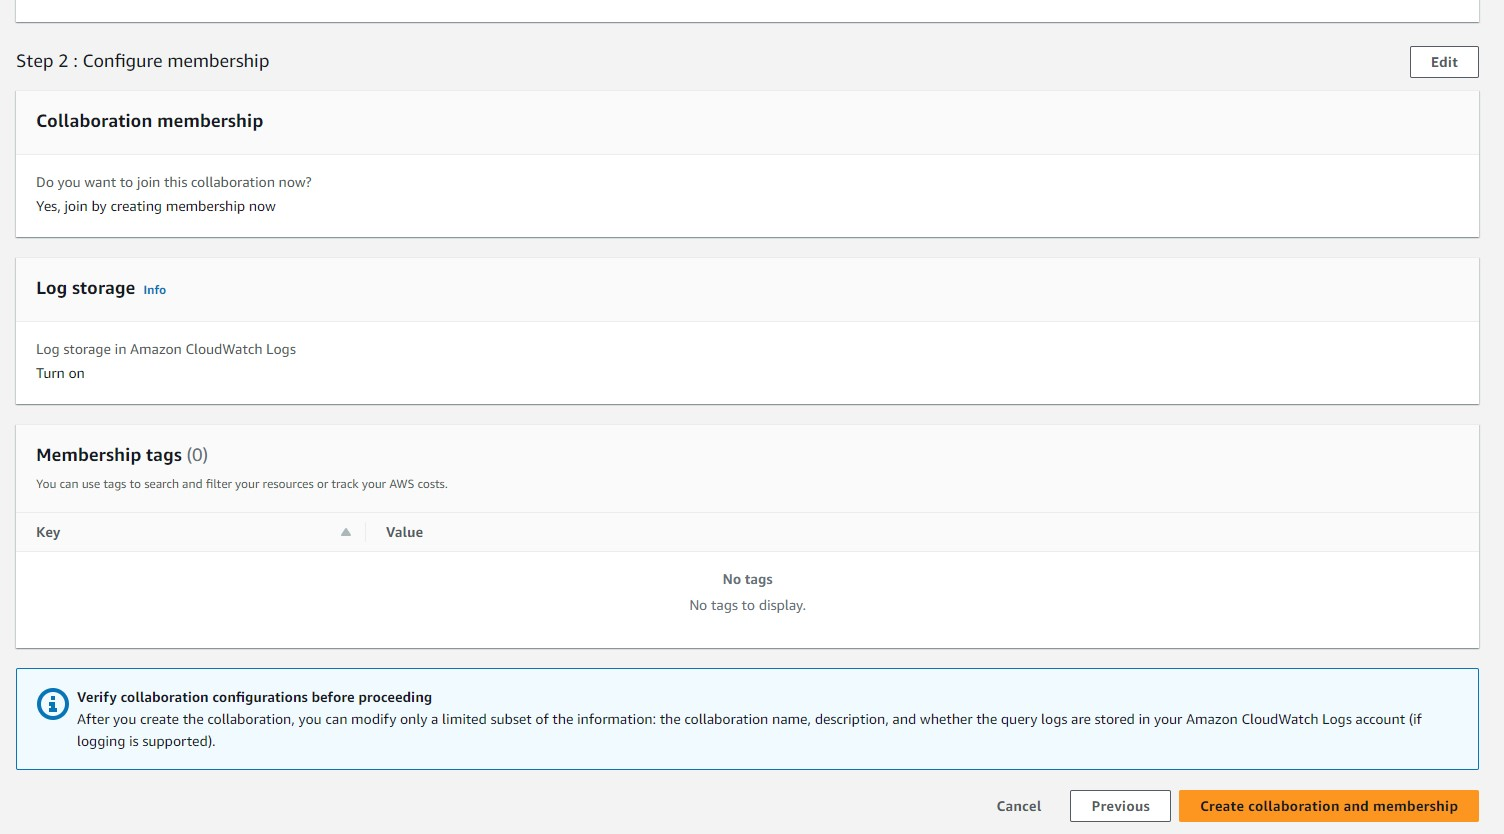 Step 2 : Configure membership
Edit
Collaboration membership
Do you want to join this collaboration now?
Yes, join by creating membership now
Log storage Info
Log storage in Amazon CloudWatch Logs
Turn on
Membership tags (0)
You can use tags to search and filter your resources or track your AWS costs.
Key Value
No tags
No tags to display.
Verify collaboration configurations before proceeding
After you create the collaboration, you can modify only a limited subset of the information: the collaboration name, description, and whether the query logs are stored in your Amazon CloudWatch Logs account (if
logging is supported).
Cancel Previous Create collaboration and membership